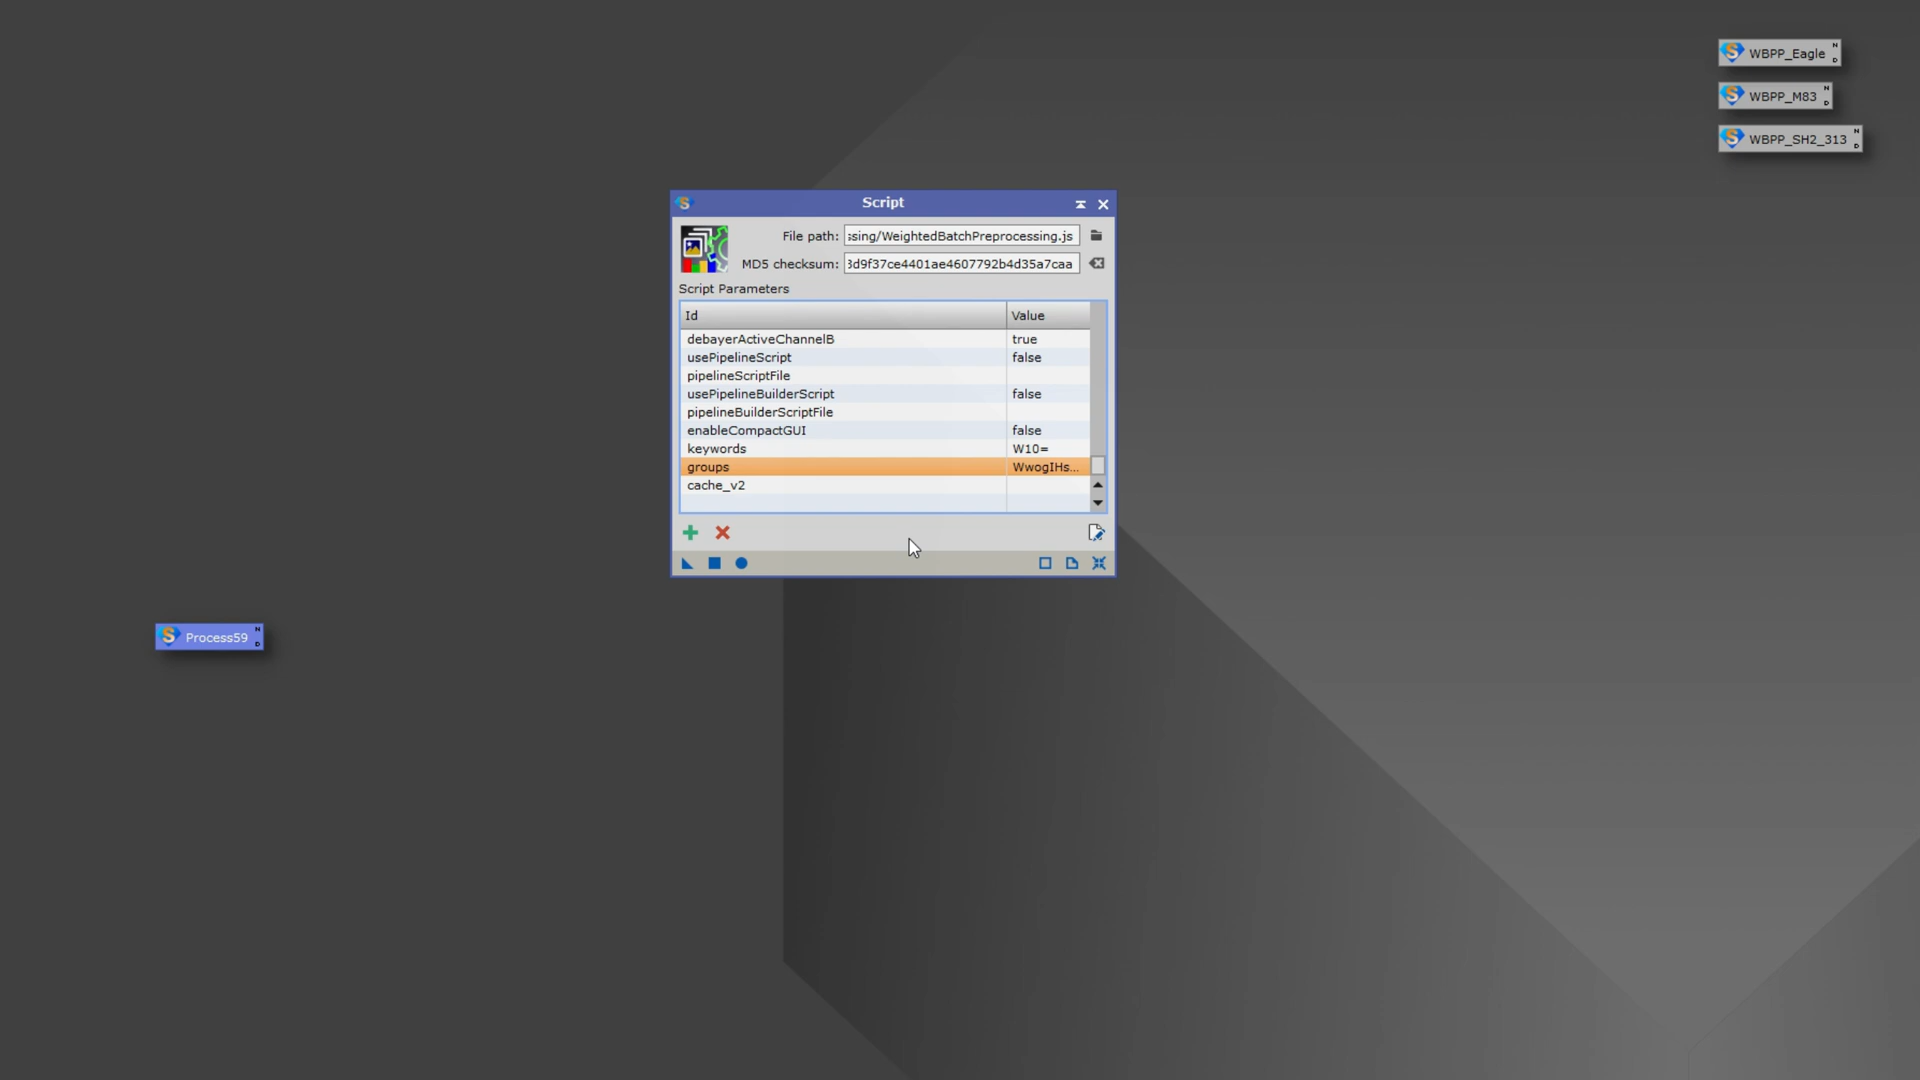 WBPP_Eagle
WBPP_M83
WBPP_SH2_313
Script
File path: ssing/WeightedBatchPreprocessing.js
MD5 checksum: 3d9f37ce4401ae4607792b4d35a7caa
Script Parameters
Id Value
debayerActiveChannelB true
usePipelineScript false
pipelineScriptFile
usePipelineBuilderScript false
pipelineBuilderScriptFile
enableCompactGUI false
keywords W10=
groups WwogIHs...
cache_v2
Process59